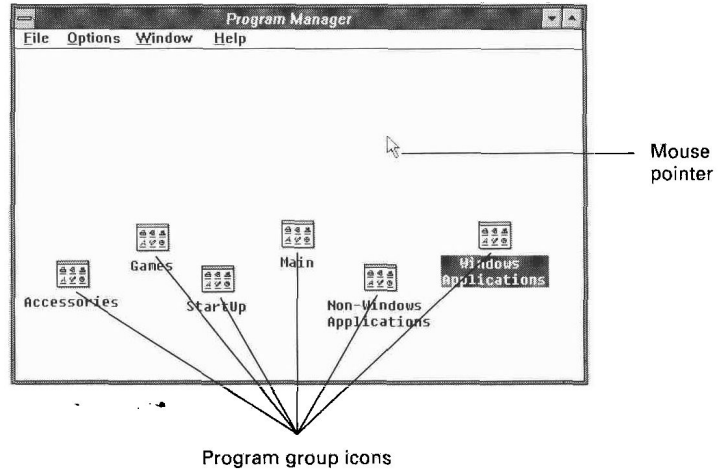 Program Manager
File Options Window Help
Mouse
pointer
Games
Main
Windows
Applications
Accessories
StartUp
Non-Windows
Applications
Program group icons